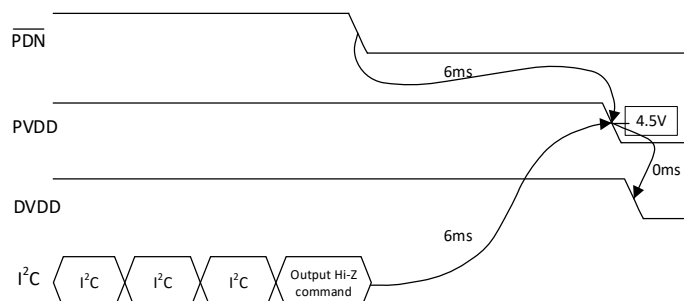 PDN
6ms
PVDD
4.5V
0ms
DVDD
6ms
I²C
I²C
I²C
I²C
Output Hi-Z
command